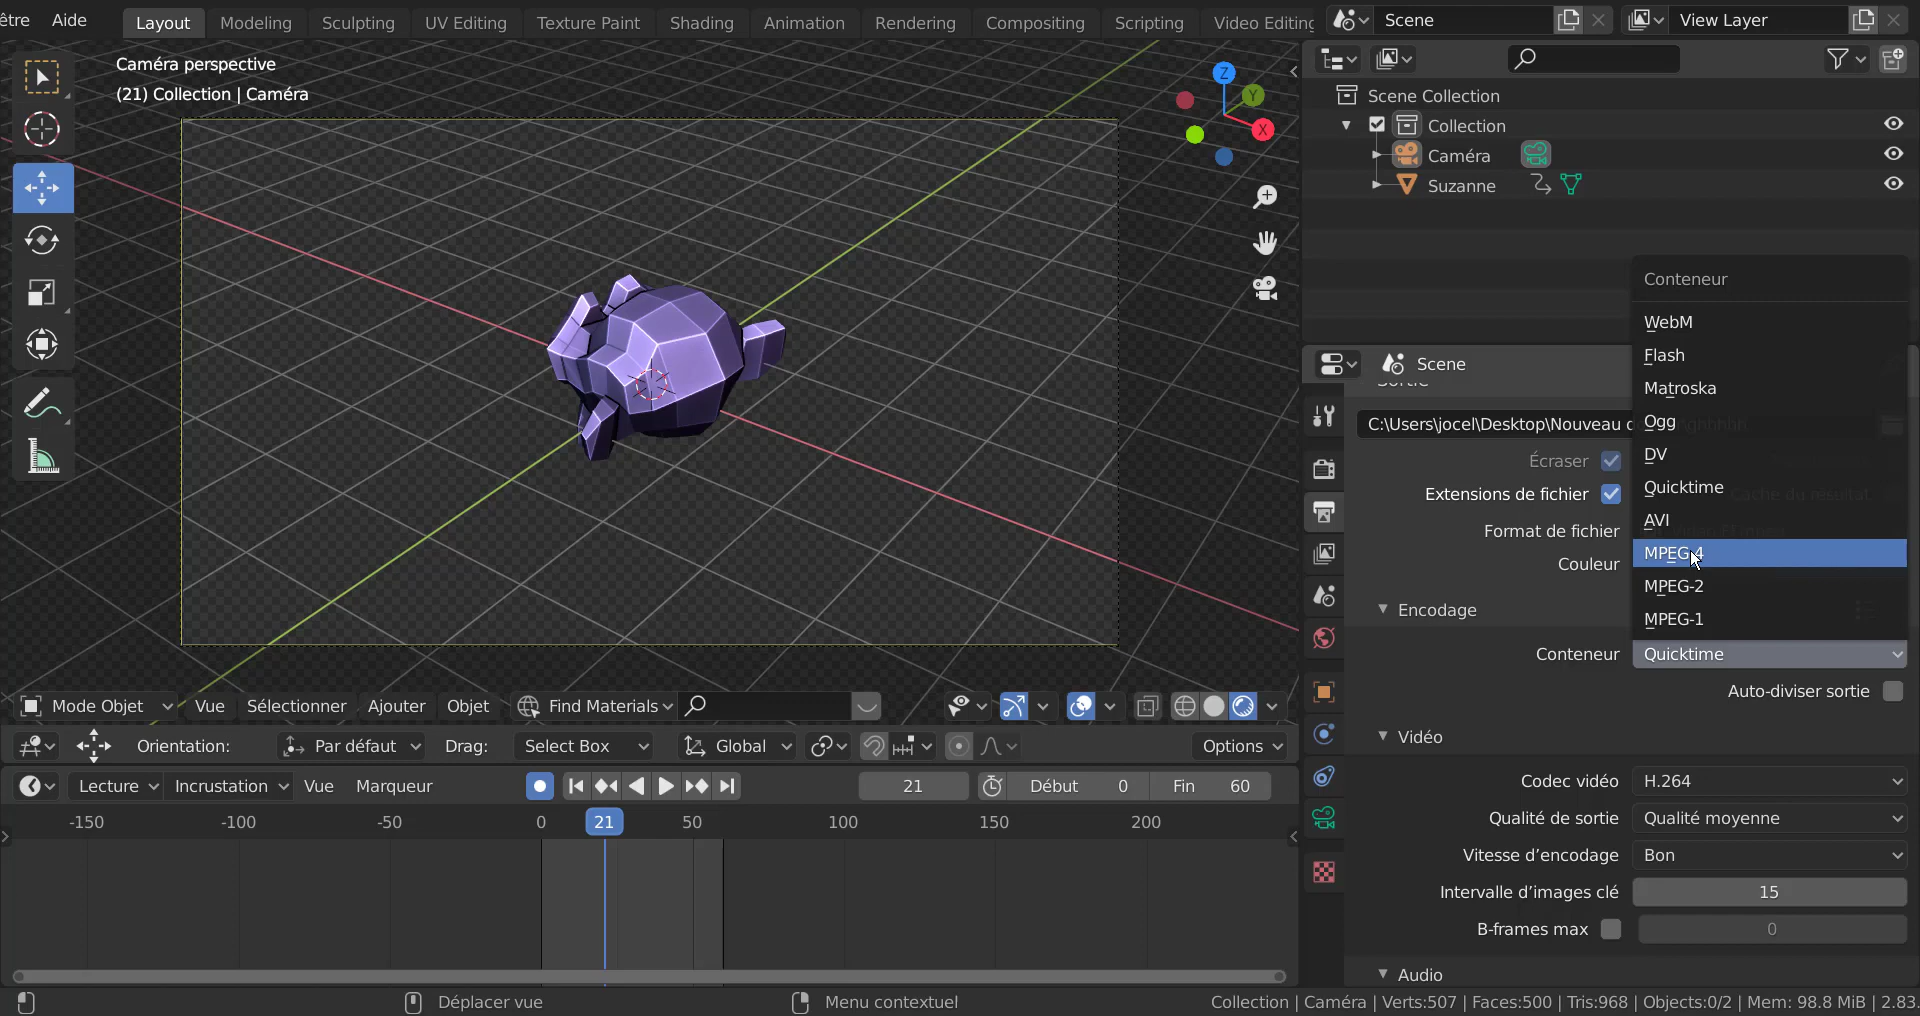 être Aide Layout Modeling Sculpting UV Editing Texture Paint Shading Animation Rendering Compositing Scripting Video Editing Scene View Layer
Caméra perspective
(21) Collection | Caméra
Z
Y
X
Scene Collection
Collection
Caméra
Suzanne
Conteneur
WebM
Flash
Matroska
Ogg
DV
Quicktime
AVI
MPEG-4
MPEG-2
MPEG-1
Scene
Sortie
C:\Users\jocel\Desktop\Nouveau d
Écraser
Extensions de fichier
Cache du résultat
Format de fichier
Couleur
Encodage
Conteneur Quicktime
Auto-diviser sortie
Vidéo
Codec vidéo H.264
Qualité de sortie Qualité moyenne
Vitesse d'encodage Bon
Intervalle d'images clé 15
B-frames max 0
Audio
Mode Objet Vue Sélectionner Ajouter Objet Find Materials
Orientation: Par défaut Drag: Select Box Global Options
Lecture Incrustation Vue Marqueur 21 Début 0 Fin 60
-150 -100 -50 0 21 50 100 150 200
Déplacer vue Menu contextuel Collection | Caméra | Verts:507 | Faces:500 | Tris:968 | Objects:0/2 | Mem: 98.8 MiB | 2.83.